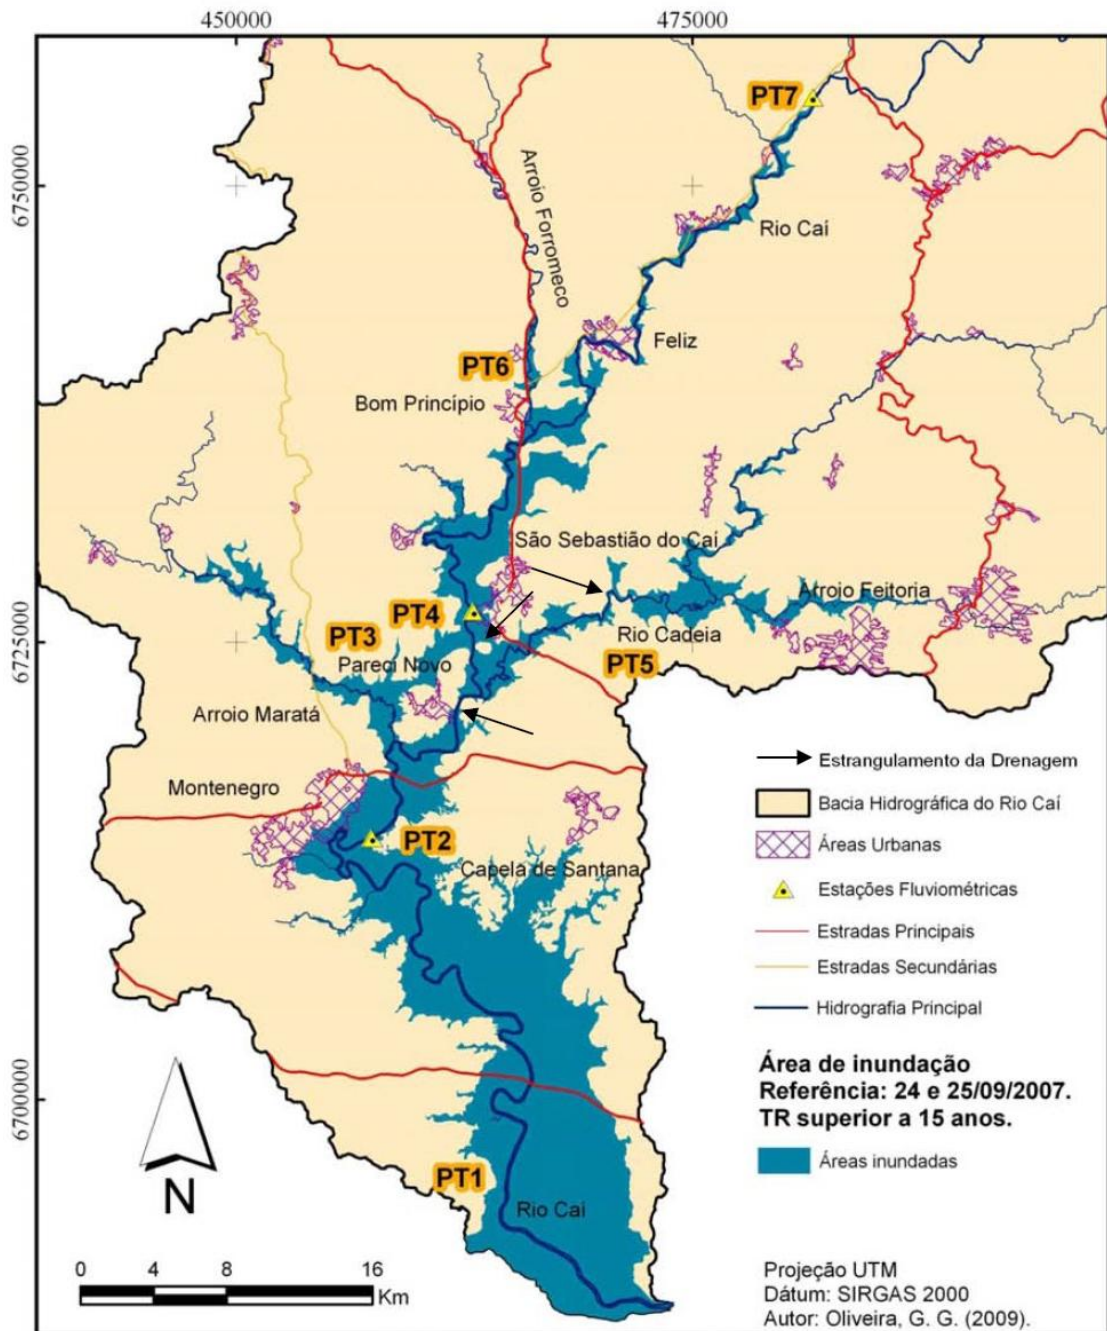 450000
475000
PT7
6750000
Arroio Forromeco
Rio Caí
Feliz
PT6
Bom Princípio
São Sebastião do Caí
Arroio Feitoria
PT4
6725000
PT3
Rio Cadeia
Pareci Novo
PT5
Arroio Maratá
Montenegro
PT2
Capela de Santana
Estrangulamento da Drenagem
Bacia Hidrográfica do Rio Caí
Áreas Urbanas
Estações Fluviométricas
Estradas Principais
Estradas Secundárias
Hidrografia Principal
Área de inundação
Referência: 24 e 25/09/2007.
TR superior a 15 anos.
Áreas inundadas
6700000
PT1
Rio Caí
N
0 4 8 16
Km
Projeção UTM
Dátum: SIRGAS 2000
Autor: Oliveira, G. G. (2009).